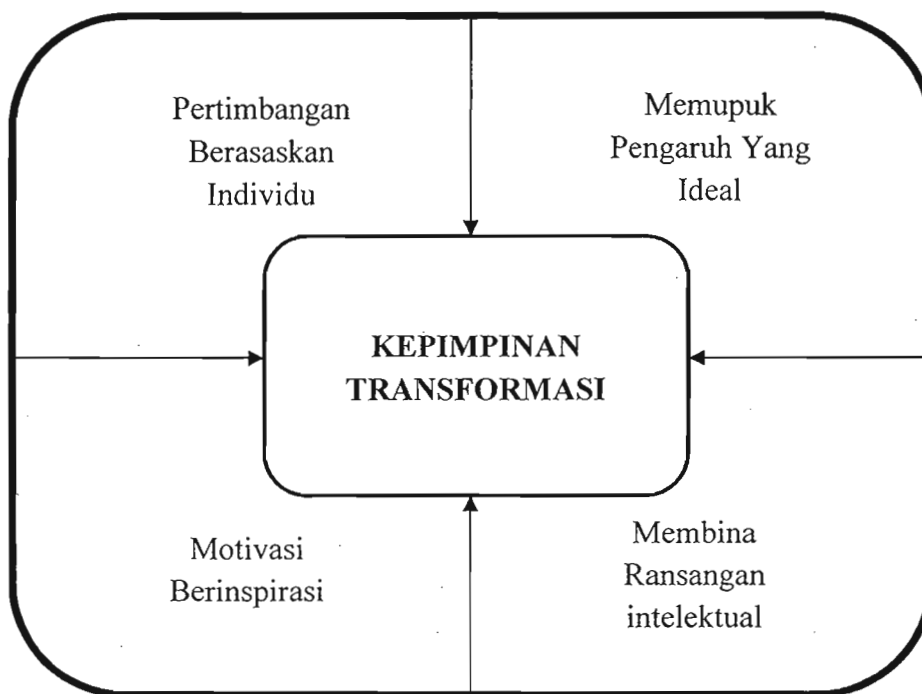 Pertimbangan
Berasaskan
Individu
Memupuk
Pengaruh Yang
Ideal
KEPIMPINAN
TRANSFORMASI
Motivasi
Berinspirasi
Membina
Ransangan
intelektual